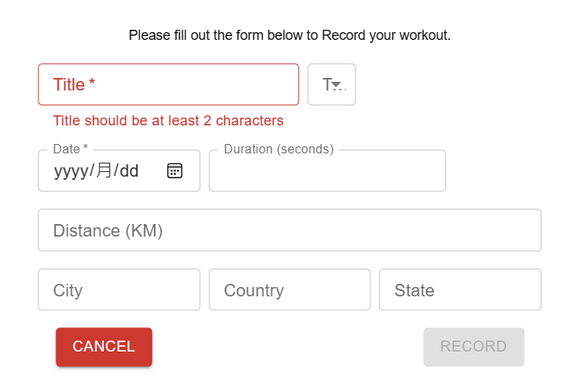 Please fill out the form below to Record your workout.
Title *
T...
Title should be at least 2 characters
Date *
Duration (seconds)
yyyy/月/dd
Distance (KM)
City
Country
State
CANCEL
RECORD